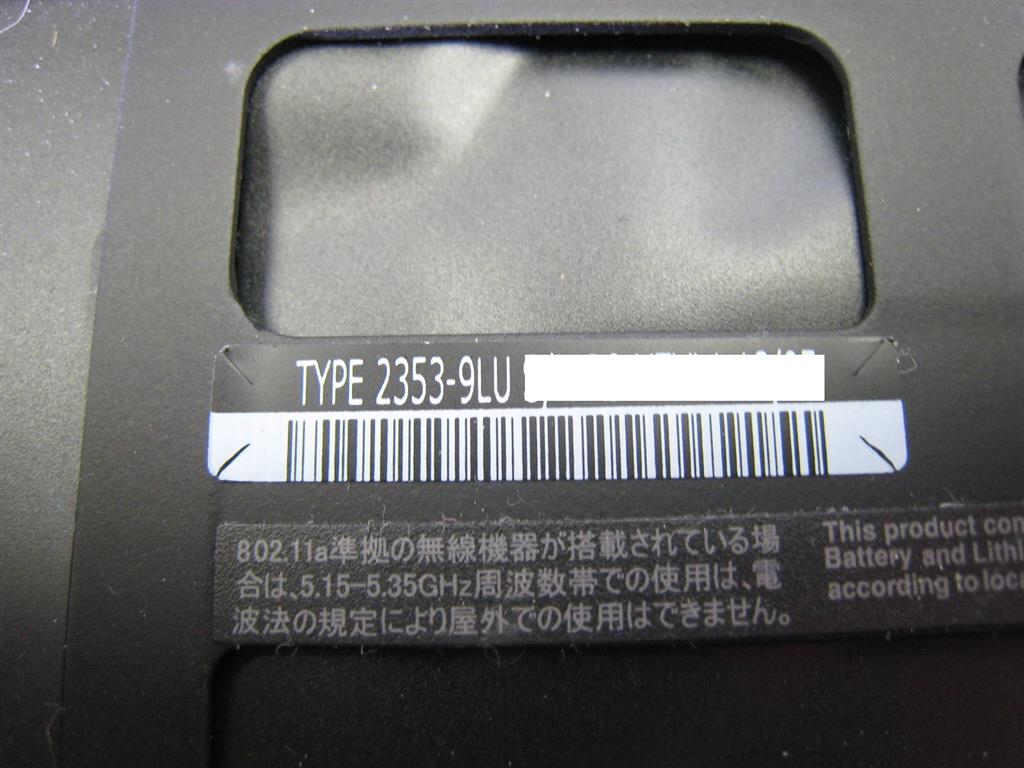 TYPE 2353-9LU
802.11a準拠の無線機器が搭載されている場
合は、5.15-5.35GHz周波数帯での使用は、電
波法の規定により屋外での使用はできません。
This product con
Battery and Lithi
according to loca